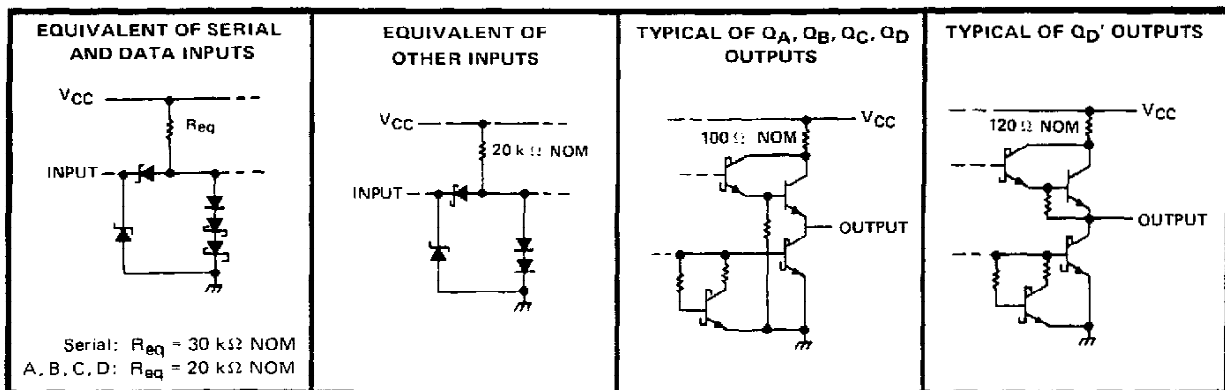 EQUIVALENT OF SERIAL
AND DATA INPUTS
VCC
Req
INPUT
Serial: Req = 30 kΩ NOM
A, B, C, D: Req = 20 kΩ NOM
EQUIVALENT OF
OTHER INPUTS
VCC
20 kΩ NOM
INPUT
TYPICAL OF QA, QB, QC, QD
OUTPUTS
VCC
100 Ω NOM
OUTPUT
TYPICAL OF QD' OUTPUTS
VCC
120 Ω NOM
OUTPUT